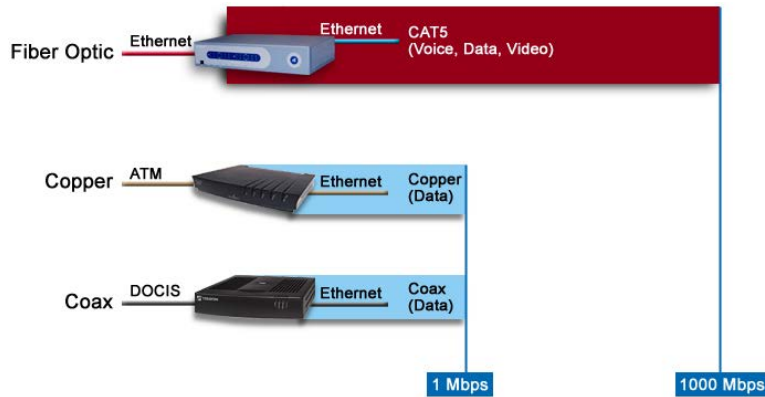 Fiber Optic
Ethernet
Ethernet
CAT5
(Voice, Data, Video)
Copper
ATM
Ethernet
Copper
(Data)
Coax
DOCIS
Ethernet
Coax
(Data)
1 Mbps
1000 Mbps